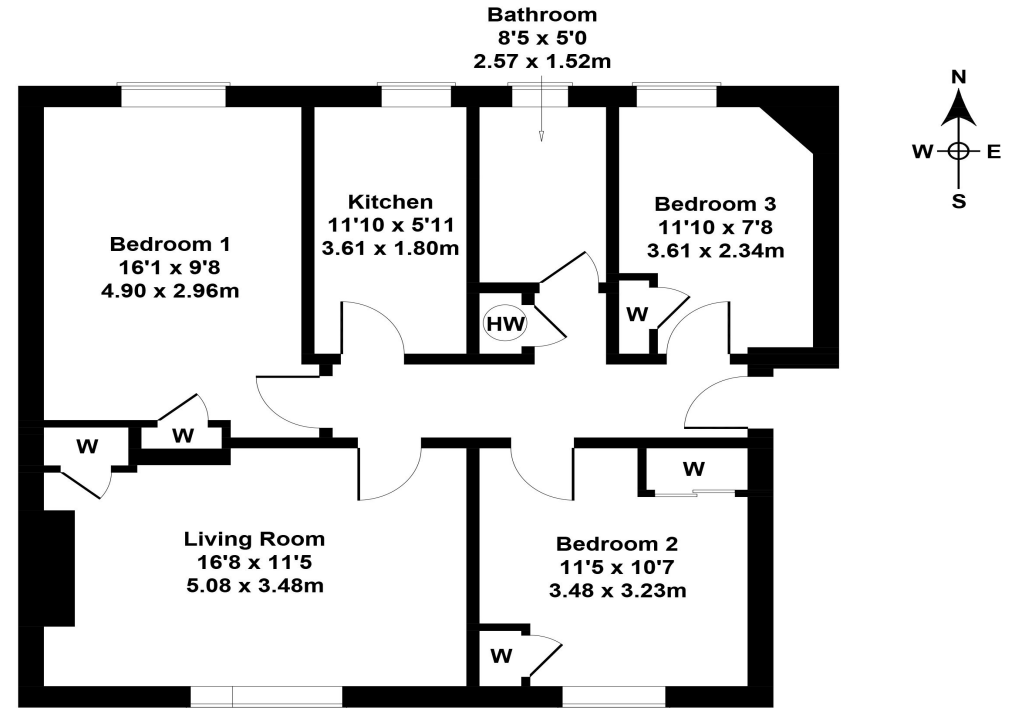 Bathroom
8'5 x 5'0
2.57 x 1.52m
N
W
E
S
Bedroom 1
16'1 x 9'8
4.90 x 2.96m
Kitchen
11'10 x 5'11
3.61 x 1.80m
Bedroom 3
11'10 x 7'8
3.61 x 2.34m
HW
W
W
W
W
Living Room
16'8 x 11'5
5.08 x 3.48m
Bedroom 2
11'5 x 10'7
3.48 x 3.23m
W